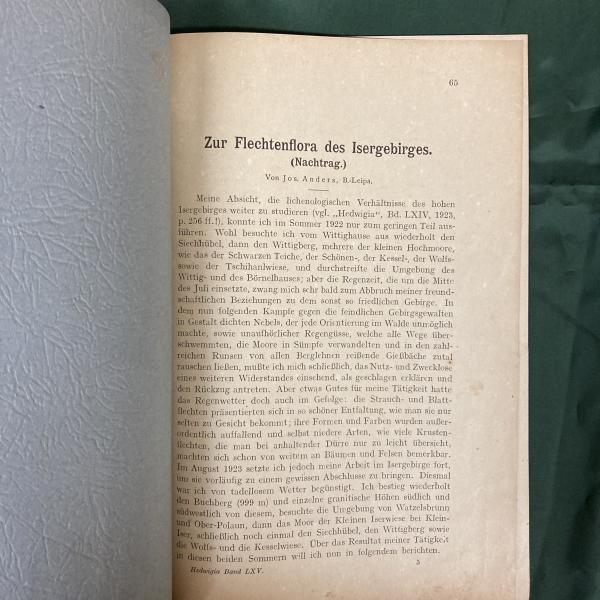 65
Zur Flechtenflora des Isergebirges.
(Nachtrag.)
Von Jos. Anders, B.-Leipa.
Meine Absicht, die lichenologischen Verhältnisse des hohen
Isergebirges weiter zu studieren (vgl. „Hedwigia“, Bd. LXIV, 1923,
p. 256 ff.!), konnte ich im Sommer 1922 nur zum geringen Teil aus-
führen. Wohl besuchte ich vom Wittighause aus wiederholt den
Siechhübel, dann den Wittigberg, mehrere der kleinen Hochmoore,
wie das der Schwarzen Teiche, der Schönen-, der Kessel-, der Wolfs-
sowie der Tschihanlwiese, und durchstreifte die Umgebung des
Wittig- und des Börnelhauses; aber die Regenzeit, die um die Mitte
des Juli einsetzte, zwang mich sehr bald zum Abbruch meiner freund-
schaftlichen Beziehungen zu dem sonst so friedlichen Gebirge. In
dem nun folgenden Kampfe gegen die feindlichen Gebirgsgewalten
in Gestalt dichten Nebels, der jede Orientierung im Walde unmöglich
machte, sowie unaufhörlicher Regengüsse, welche alle Wege über-
schwemmten, die Moore in Sümpfe verwandelten und in den zahl-
reichen Runsen von allen Berglehnen reißende Gießbäche zutal
rauschen ließen, mußte ich mich schließlich, das Nutz- und Zwecklose
eines weiteren Widerstandes einsehend, als geschlagen erklären und
den Rückzug antreten. Aber etwas Gutes für meine Tätigkeit hatte
das Regenwetter doch auch im Gefolge: die Strauch- und Blatt-
flechten präsentierten sich in so schöner Entfaltung, wie man sie nur
selten zu Gesicht bekommt; ihre Formen und Farben wurden außer-
ordentlich auffallend und selbst niedere Arten, wie viele Krusten-
flechten, die man bei anhaltender Dürre nur zu leicht übersieht,
machten sich schon von weitem an Bäumen und Felsen bemerkbar.
Im August 1923 setzte ich jedoch meine Arbeit im Isergebirge fort,
um sie vorläufig zu einem gewissen Abschlusse zu bringen. Diesmal
war ich von tadellosem Wetter begünstigt. Ich bestieg wiederholt
den Buchberg (999 m) und einzelne granitische Höhen südlich und
südwestlich von diesem, besuchte die Umgebung von Watzelsbrunn
und Ober-Polaun, dann das Moor der Kleinen Iserwiese bei Klein-
Iser, schließlich noch einmal den Siechhübel, den Wittigberg sowie
die Wolfs- und die Kesselwiese. Über das Resultat meiner Tätigkeit
in diesen beiden Sommern will ich nun in folgendem berichten.
Hedwigia Band LXV.
5